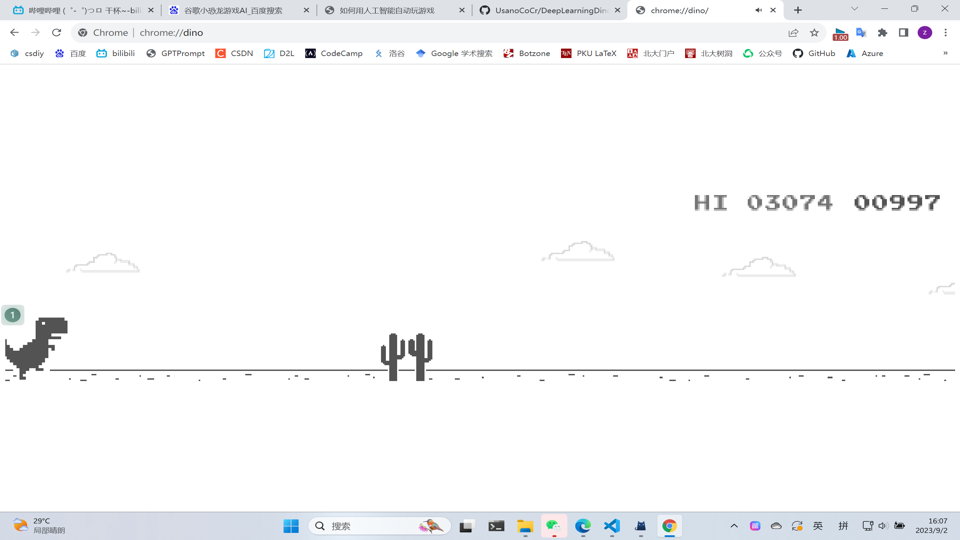 哔哩哔哩 (゜-゜)つロ 干杯~-bili
谷歌小恐龙游戏AI_百度搜索
如何用人工智能自动玩游戏
UsanoCoCr/DeepLearningDin
chrome://dino/
Chrome | chrome://dino
1.00
z
csdiy
百度
bilibili
GPTPrompt
CSDN
D2L
CodeCamp
洛谷
Google 学术搜索
Botzone
PKU LaTeX
北大门户
北大树洞
公众号
GitHub
Azure
»
HI 03074 00997
1
29°C
局部晴朗
搜索
英
拼
16:07
2023/9/2